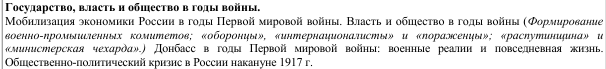 Государство, власть и общество в годы войны.
Мобилизация экономики России в годы Первой мировой войны. Власть и общество в годы войны (Формирование
военно-промышленных комитетов; «оборонцы», «интернационалисты» и «пораженцы»; «распутинщина» и
«министерская чехарда».) Донбасс в годы Первой мировой войны: военные реалии и повседневная жизнь.
Общественно-политический кризис в России накануне 1917 г.